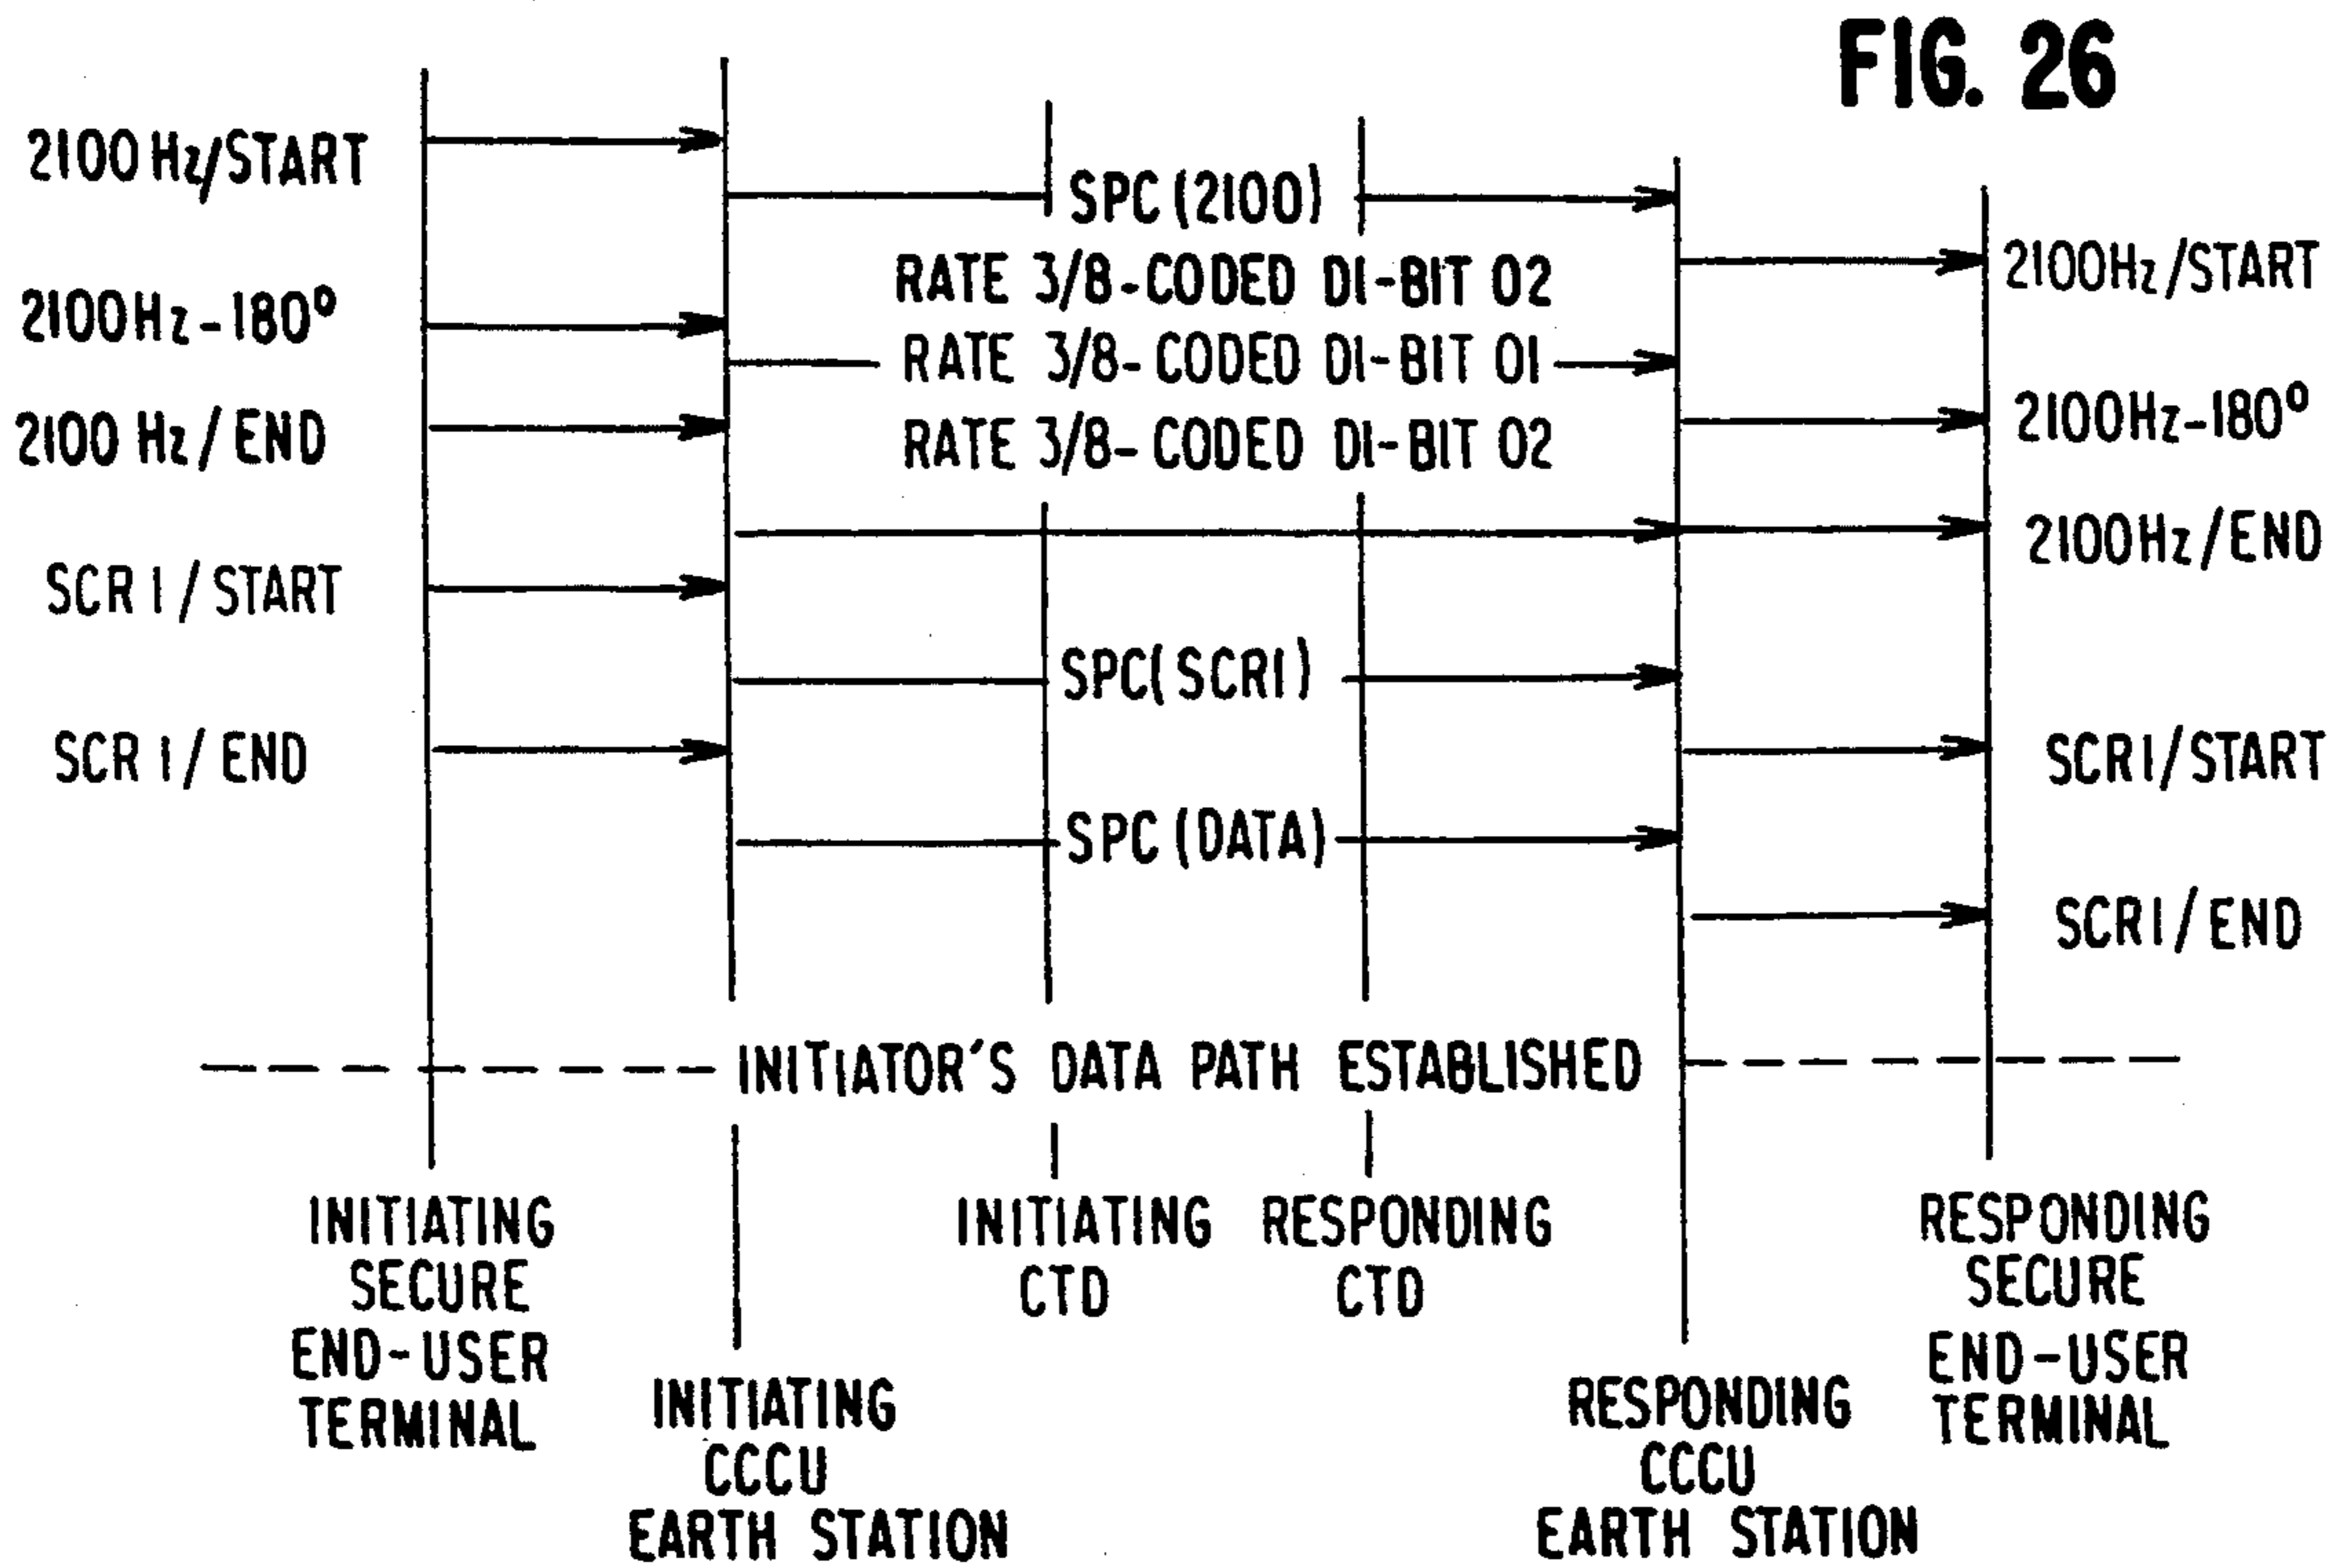 FIG. 26
2100 Hz/START
SPC (2100)
RATE 3/8-CODED DI-BIT 02
2100Hz/START
2100Hz-180°
RATE 3/8-CODED DI-BIT 01
2100 Hz/END
RATE 3/8-CODED DI-BIT 02
2100Hz-180°
2100Hz/END
SCR 1/START
SPC(SCR1)
SCR 1/END
SCR1/START
SPC (DATA)
SCR1/END
INITIATOR'S DATA PATH ESTABLISHED
INITIATING
SECURE
END-USER
TERMINAL
INITIATING
CCCU
EARTH STATION
INITIATING
CTD
RESPONDING
CTD
RESPONDING
CCCU
EARTH STATION
RESPONDING
SECURE
END-USER
TERMINAL